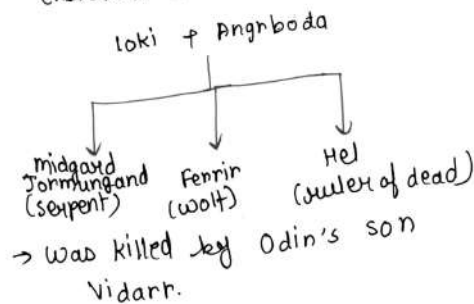 loki + Angrboda
midgard Jormungand (serpent)
Fenrir (wolf)
Hel (ruler of dead)
→ was killed by Odin's son
Vidarr.